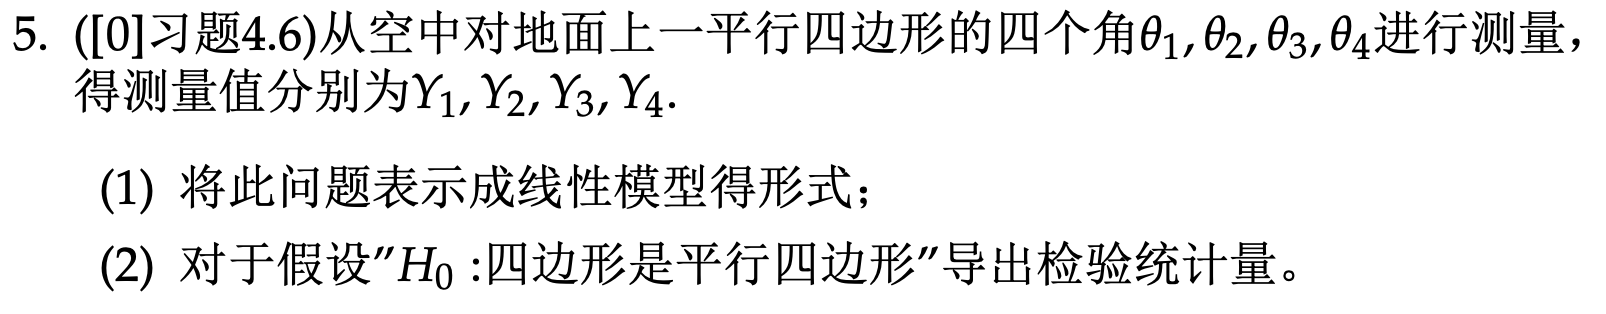 5. ([0]习题4.6)从空中对地面上一平行四边形的四个角θ₁, θ₂, θ₃, θ₄进行测量，
得测量值分别为Y₁, Y₂, Y₃, Y₄.
(1) 将此问题表示成线性模型得形式；
(2) 对于假设"H₀ :四边形是平行四边形"导出检验统计量。